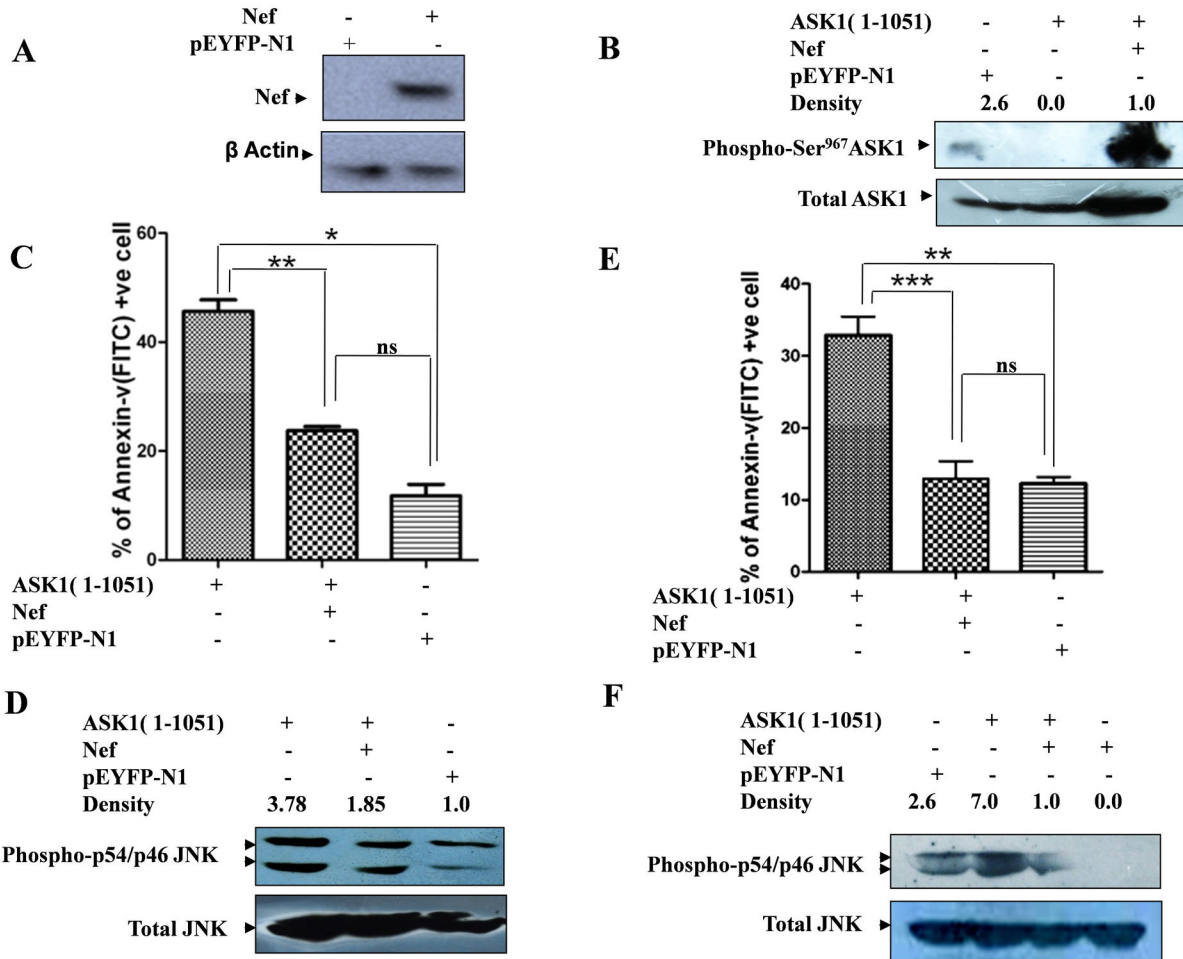 A
Nef - +
pEYFP-N1 + -
Nef
β Actin
B
ASK1( 1-1051) - + +
Nef - - +
pEYFP-N1 + - -
Density 2.6 0.0 1.0
Phospho-Ser967ASK1
Total ASK1
C
% of Annexin-v(FITC) +ve cell
60
40
20
0
*
**
ns
ASK1( 1-1051) + + -
Nef - + -
pEYFP-N1 - - +
E
% of Annexin-v(FITC) +ve cell
40
30
20
10
0
**
***
ns
ASK1( 1-1051) + + -
Nef - + -
pEYFP-N1 - - +
D
ASK1( 1-1051) + + -
Nef - + -
pEYFP-N1 - - +
Density 3.78 1.85 1.0
Phospho-p54/p46 JNK
Total JNK
F
ASK1( 1-1051) - + + -
Nef - - + +
pEYFP-N1 + - - -
Density 2.6 7.0 1.0 0.0
Phospho-p54/p46 JNK
Total JNK